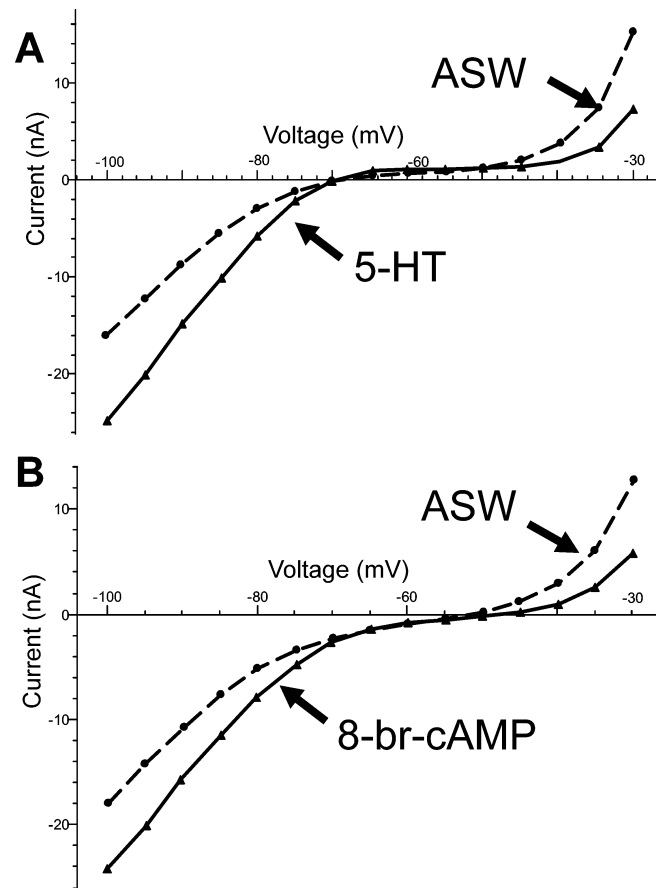 A
ASW
10
Voltage (mV)
-100
-80
-60
-30
0
Current (nA)
5-HT
-10
-20
B
10
ASW
Voltage (mV)
-100
-80
-60
-30
0
Current (nA)
8-br-cAMP
-10
-20